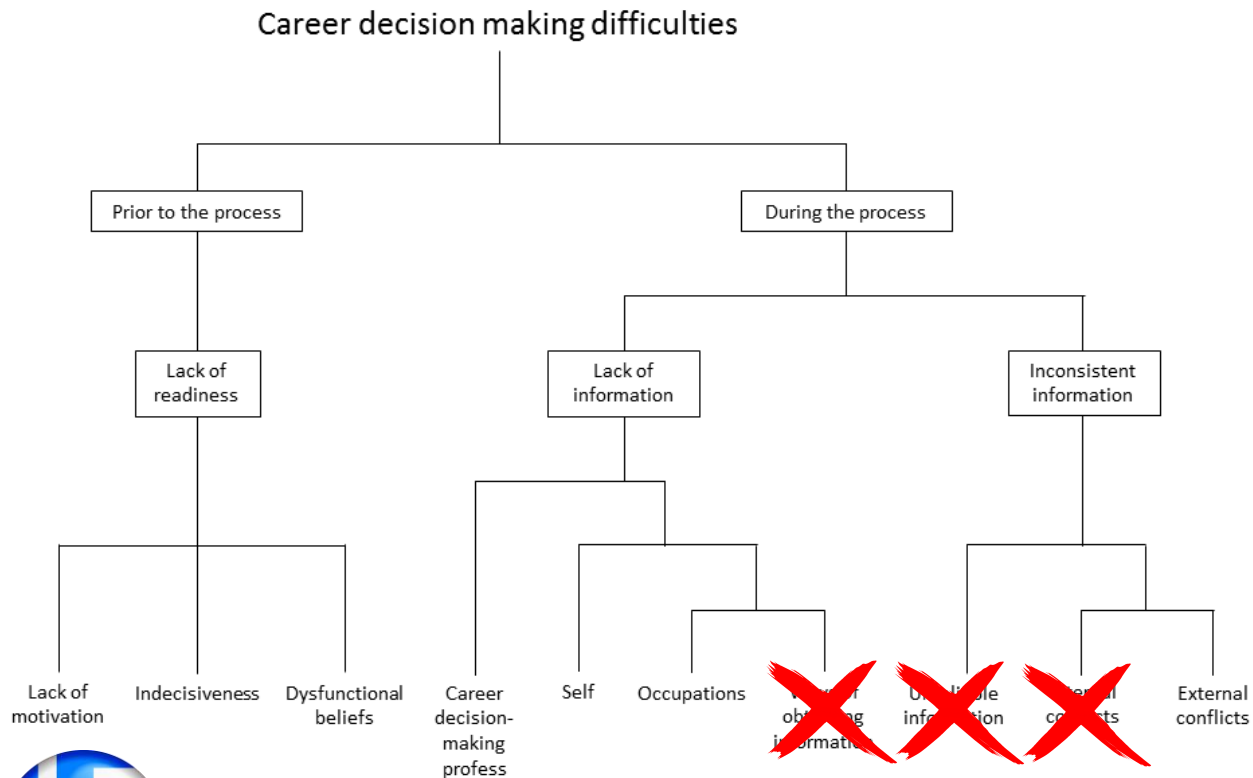 Career decision making difficulties
Prior to the process
During the process
Lack of
readiness
Lack of
information
Inconsistent
information
Lack of
motivation
Indecisiveness
Dysfunctional
beliefs
Career
decision-
making
profess
Self
Occupations
information
External
conflicts